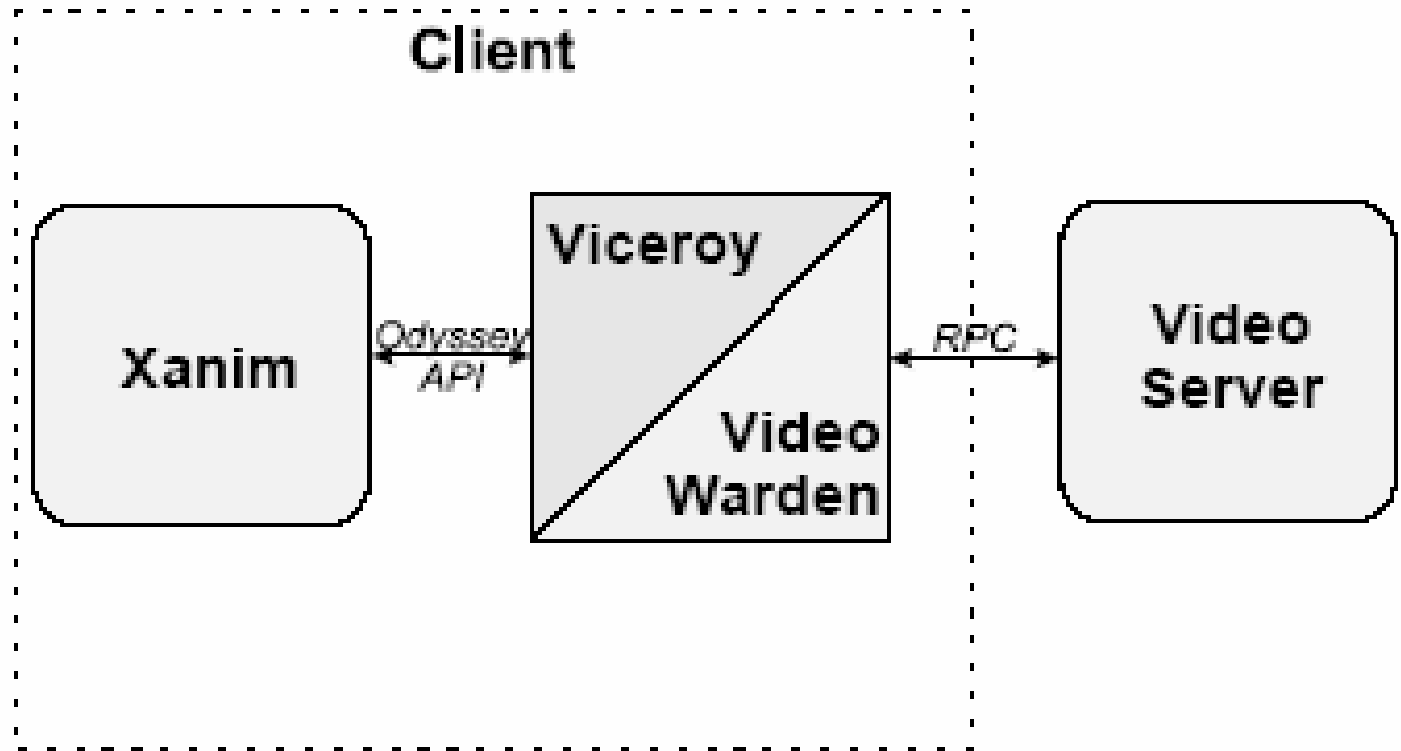 Client
Xanim
Odyssey
API
Viceroy
Video
Warden
RPC
Video
Server